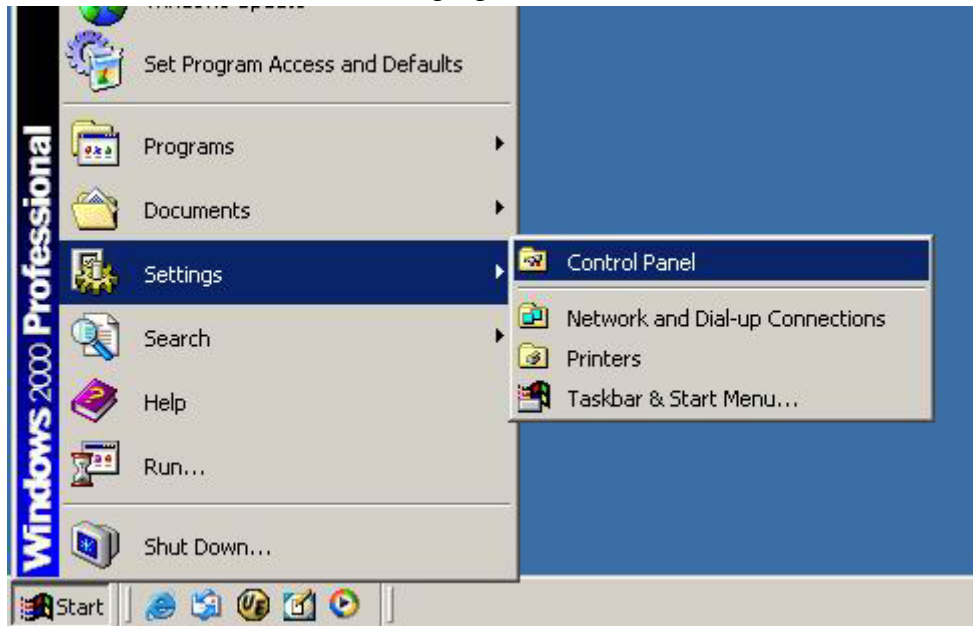 Set Program Access and Defaults
Programs
Documents
Settings
Search
Help
Run...
Shut Down...
Windows 2000 Professional
Control Panel
Network and Dial-up Connections
Printers
Taskbar & Start Menu...
Start